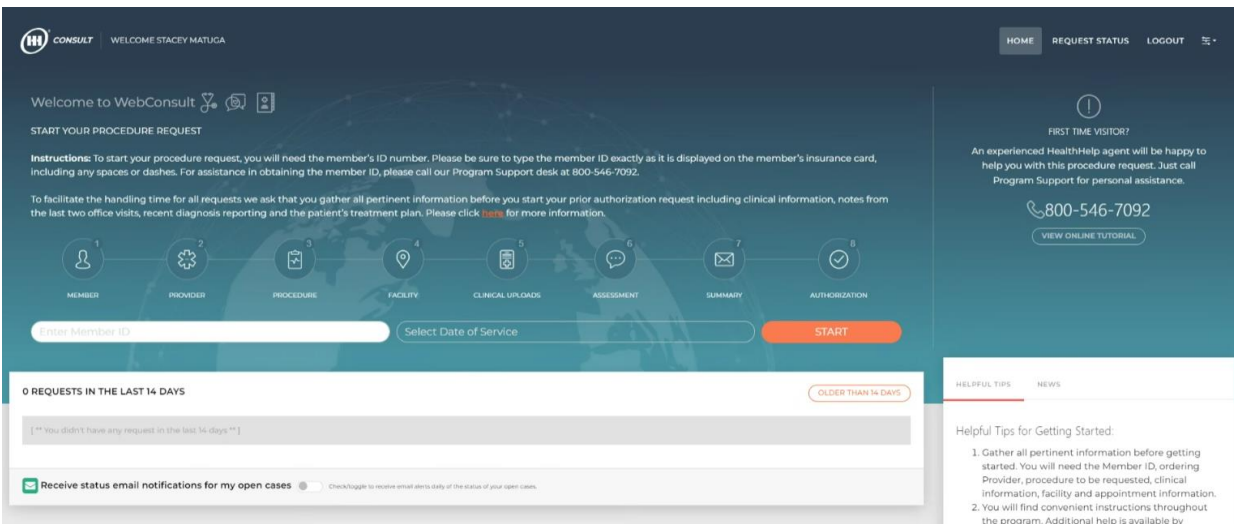 HH CONSULT WELCOME STACEY MATUGA
HOME REQUEST STATUS LOGOUT
Welcome to WebConsult
START YOUR PROCEDURE REQUEST
Instructions: To start your procedure request, you will need the member's ID number. Please be sure to type the member ID exactly as it is displayed on the member's insurance card,
including any spaces or dashes. For assistance in obtaining the member ID, please call our Program Support desk at 800-546-7092.
To facilitate the handling time for all requests we ask that you gather all pertinent information before you start your prior authorization request including clinical information, notes from
the last two office visits, recent diagnosis reporting and the patient's treatment plan. Please click here for more information.
1 2 3 4 5 6 7 8
MEMBER PROVIDER PROCEDURE FACILITY CLINICAL UPLOADS ASSESSMENT SUMMARY AUTHORIZATION
Enter Member ID Select Date of Service START
FIRST TIME VISITOR?
An experienced HealthHelp agent will be happy to
help you with this procedure request. Just call
Program Support for personal assistance.
800-546-7092
VIEW ONLINE TUTORIAL
0 REQUESTS IN THE LAST 14 DAYS OLDER THAN 14 DAYS
[ ** You didn't have any request in the last 14 days ** ]
Receive status email notifications for my open cases Check/toggle to receive email alerts daily of the status of your open cases.
HELPFUL TIPS NEWS
Helpful Tips for Getting Started:
1. Gather all pertinent information before getting
started. You will need the Member ID, ordering
Provider, procedure to be requested, clinical
information, facility and appointment information.
2. You will find convenient instructions throughout
the program. Additional help is available by